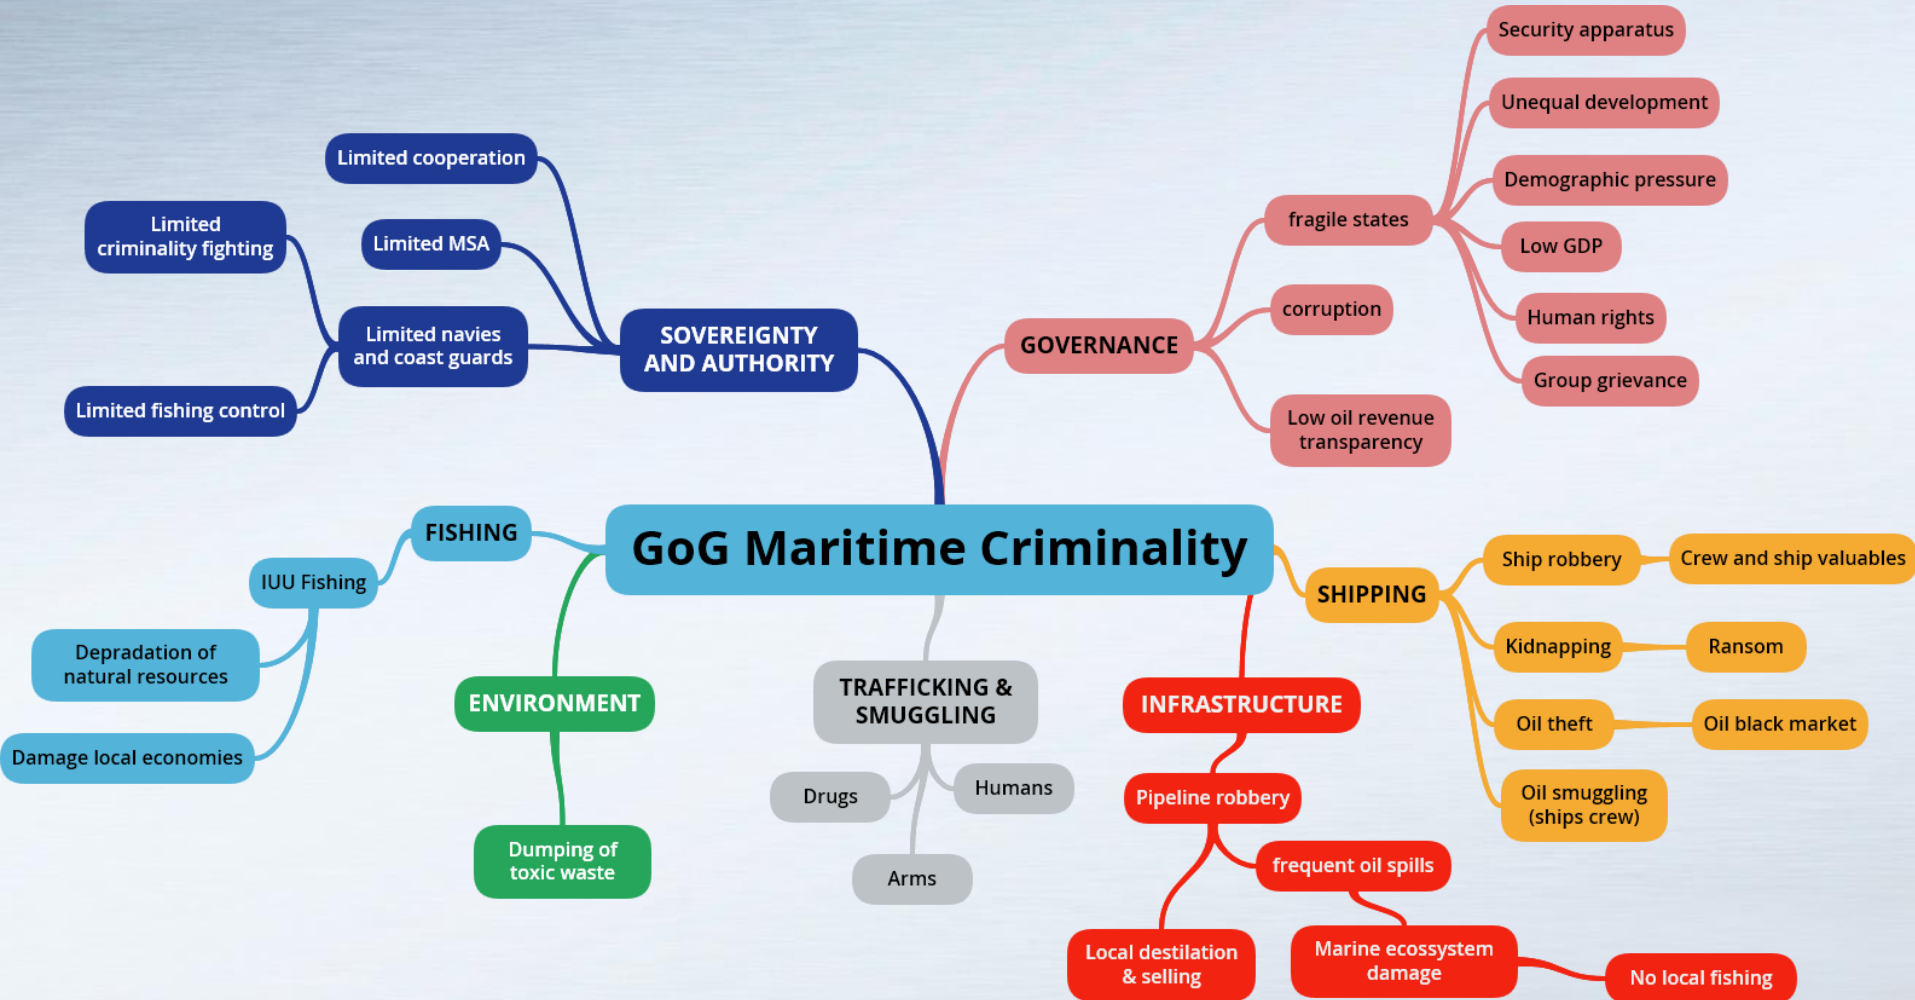 GoG Maritime Criminality
SOVEREIGNTY
AND AUTHORITY
Limited cooperation
Limited MSA
Limited navies
and coast guards
Limited
criminality fighting
Limited fishing control
GOVERNANCE
fragile states
Security apparatus
Unequal development
Demographic pressure
Low GDP
Human rights
Group grievance
corruption
Low oil revenue
transparency
FISHING
IUU Fishing
Depradation of
natural resources
Damage local economies
ENVIRONMENT
Dumping of
toxic waste
TRAFFICKING &
SMUGGLING
Drugs
Humans
Arms
INFRASTRUCTURE
Pipeline robbery
frequent oil spills
Local destilation
& selling
Marine ecossystem
damage
No local fishing
SHIPPING
Ship robbery
Crew and ship valuables
Kidnapping
Ransom
Oil theft
Oil black market
Oil smuggling
(ships crew)